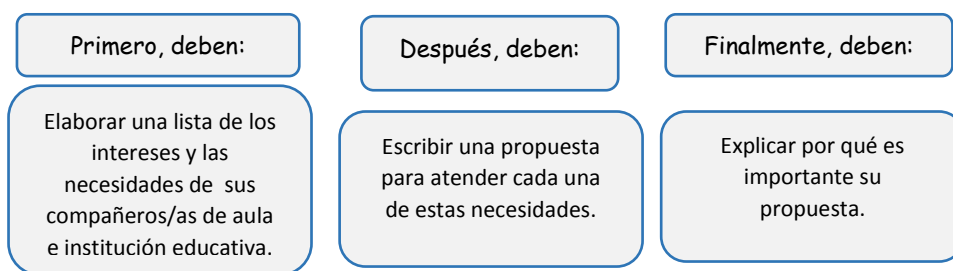 Primero, deben:
Elaborar una lista de los
intereses y las
necesidades de sus
compañeros/as de aula
e institución educativa.
Después, deben:
Escribir una propuesta
para atender cada una
de estas necesidades.
Finalmente, deben:
Explicar por qué es
importante su
propuesta.